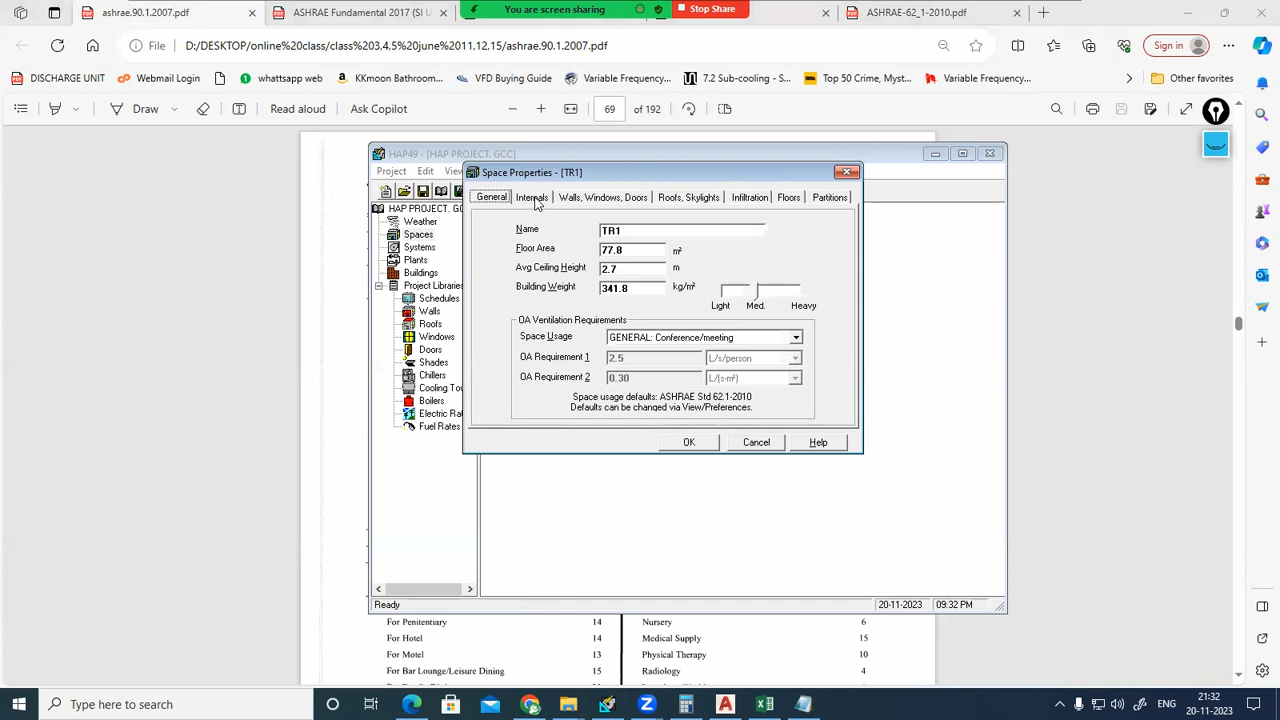 ashrae.90.1.2007.pdf
ASHRAE Fundamental 2017 (SI U
You are screen sharing
Stop Share
ASHRAE-62_1-2010.pdf
File
D:/DESKTOP/online%20class/class%203,4,5%20june%2011.12.15/ashrae.90.1.2007.pdf
Sign in
DISCHARGE UNIT
Webmail Login
whattsapp web
KKmoon Bathroom...
VFD Buying Guide
Variable Frequency...
7.2 Sub-cooling - S...
Top 50 Crime, Myst...
Variable Frequency...
Other favorites
Draw
Read aloud
Ask Copilot
69
of 192
HAP49 - [HAP PROJECT. GCC]
Project
Edit
HAP PROJECT. GC
Weather
Spaces
Systems
Plants
Buildings
Project Libraries
Schedules
Walls
Roofs
Windows
Doors
Shades
Chillers
Cooling To
Boilers
Electric Ra
Fuel Rates
Space Properties - [TR1]
General
Internals
Walls, Windows, Doors
Roofs, Skylights
Infiltration
Floors
Partitions
Name
TR1
Floor Area
77.8
m²
Avg Ceiling Height
2.7
m
Building Weight
341.8
kg/m²
Light
Med.
Heavy
OA Ventilation Requirements
Space Usage
GENERAL: Conference/meeting
OA Requirement 1
2.5
L/s/person
OA Requirement 2
0.30
L/(s·m²)
Space usage defaults: ASHRAE Std 62.1-2010
Defaults can be changed via View/Preferences.
OK
Cancel
Help
Ready
20-11-2023
09:32 PM
For Penitentiary 14
Nursery 6
For Hotel 14
Medical Supply 15
For Motel 13
Physical Therapy 10
For Bar Lounge/Leisure Dining 15
Radiology 4
Type here to search
ENG
21:32
20-11-2023